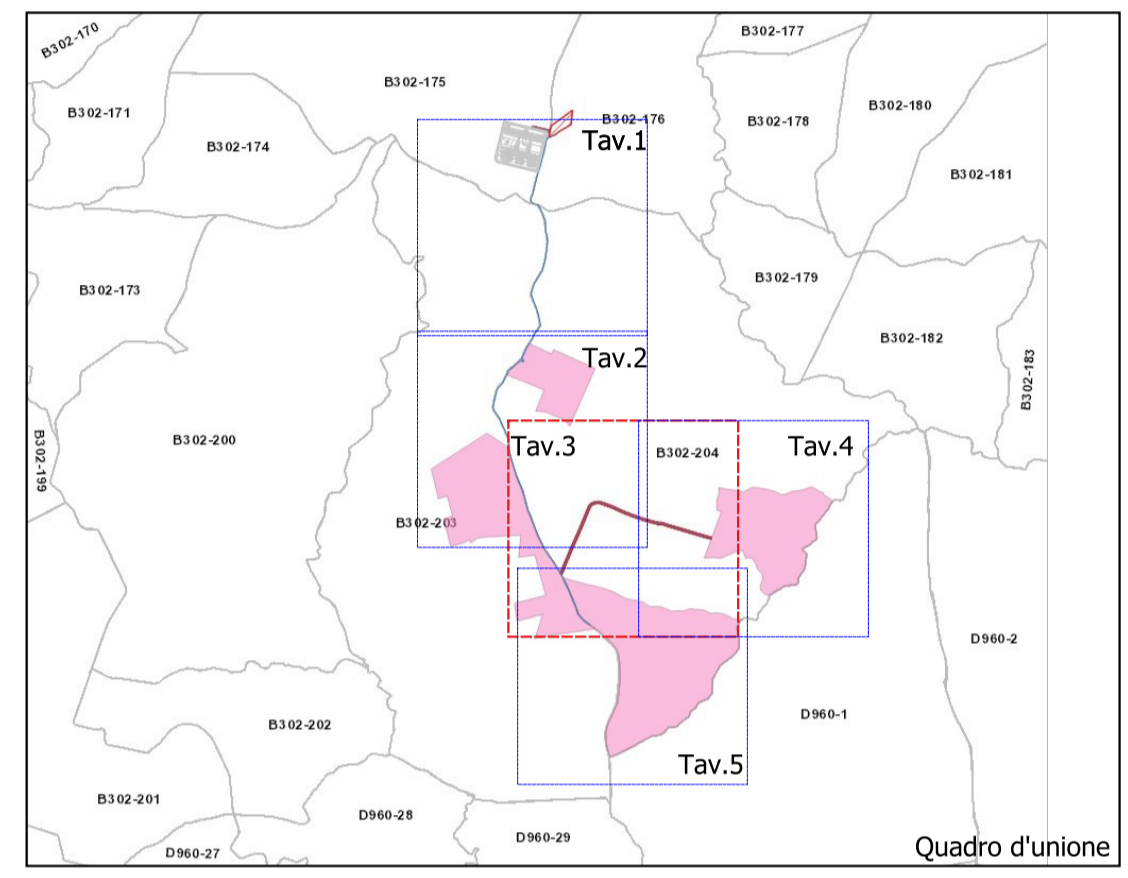 B302-170
B302-177
B302-175
B302-171
B302-176
B302-180
B302-178
Tav.1
B302-174
B302-181
B302-179
B302-173
B302-182
Tav.2
B302-183
B302-200
Tav.3
B302-204
Tav.4
B302-199
B302-203
D960-2
D960-1
B302-202
Tav.5
B302-201
D960-28
D960-29
Quadro d'unione
D960-27